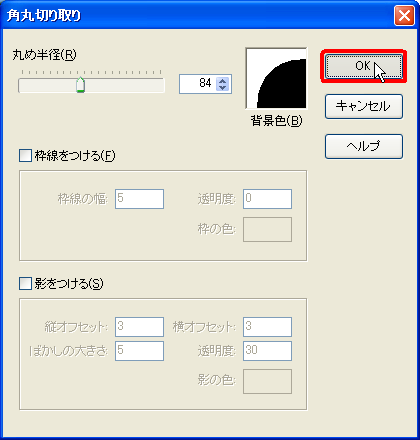 角丸切り取り
丸め半径(R)
84
背景色(B)
OK
キャンセル
ヘルプ
枠線をつける(F)
枠線の幅: 5 透明度: 0
枠の色:
影をつける(S)
縦オフセット: 3 横オフセット: 3
ぼかしの大きさ: 5 透明度: 30
影の色: